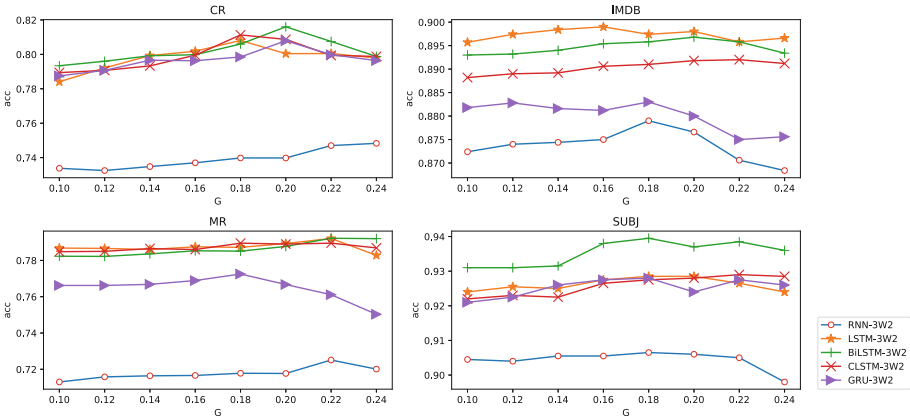 CR
0.82
0.80
0.78
0.76
0.74
acc
0.10 0.12 0.14 0.16 0.18 0.20 0.22 0.24
G
IMDB
0.900
0.895
0.890
0.885
0.880
0.875
0.870
acc
0.10 0.12 0.14 0.16 0.18 0.20 0.22 0.24
G
MR
0.78
0.76
0.74
0.72
acc
0.10 0.12 0.14 0.16 0.18 0.20 0.22 0.24
G
SUBJ
0.94
0.93
0.92
0.91
0.90
acc
0.10 0.12 0.14 0.16 0.18 0.20 0.22 0.24
G
RNN-3W2
LSTM-3W2
BiLSTM-3W2
CLSTM-3W2
GRU-3W2